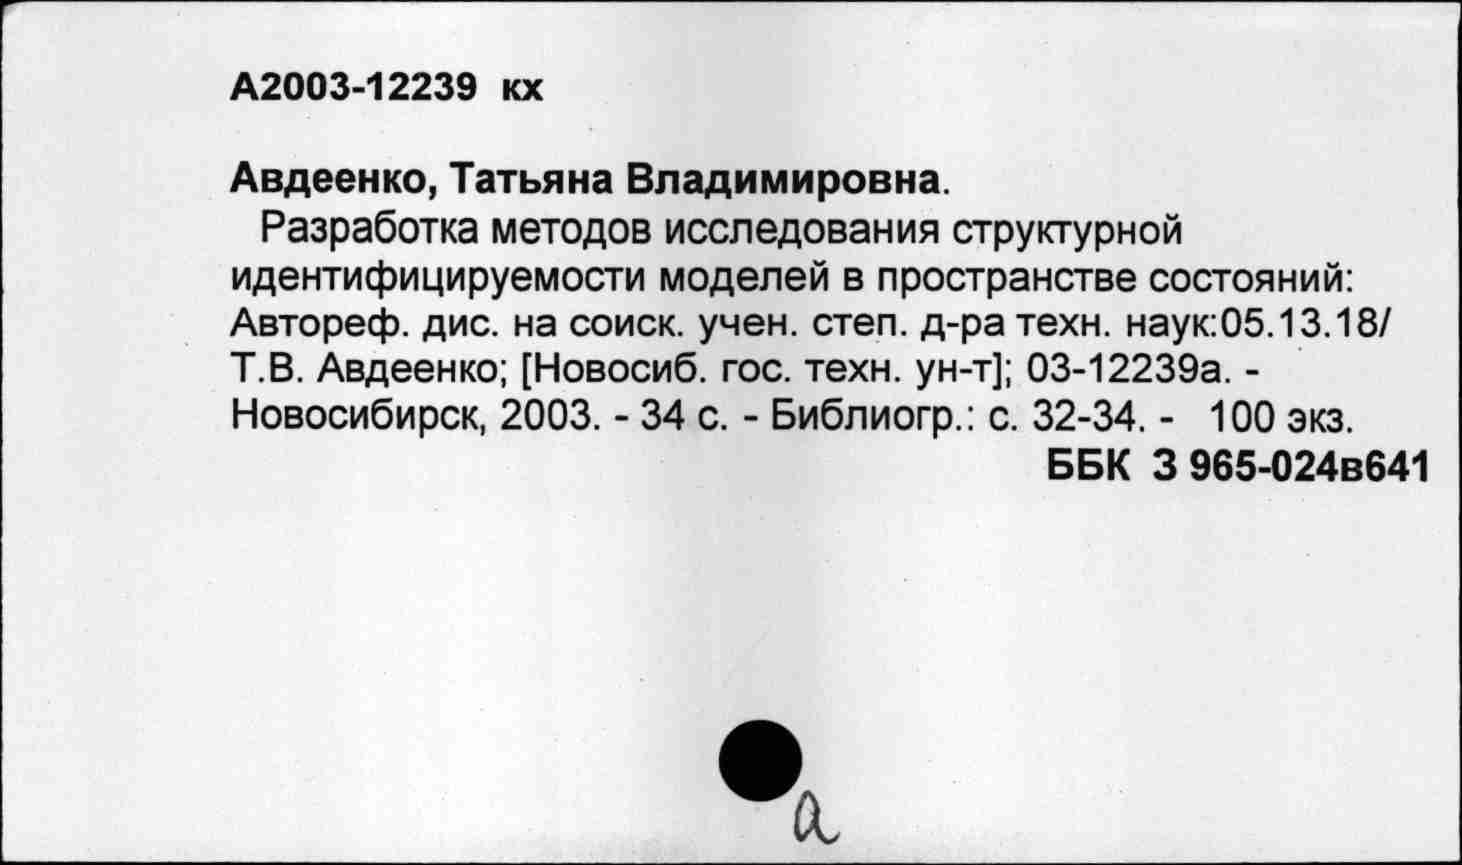 А2003-12239 кх
Авдеенко, Татьяна Владимировна.
Разработка методов исследования структурной
идентифицируемости моделей в пространстве состояний:
Автореф. дис. на соиск. учен. степ. д-ра техн. наук:05.13.18/
Т.В. Авдеенко; [Новосиб. гос. техн. ун-т]; 03-12239а. -
Новосибирск, 2003. - 34 с. - Библиогр.: с. 32-34. - 100 экз.
ББК З 965-024в641
а